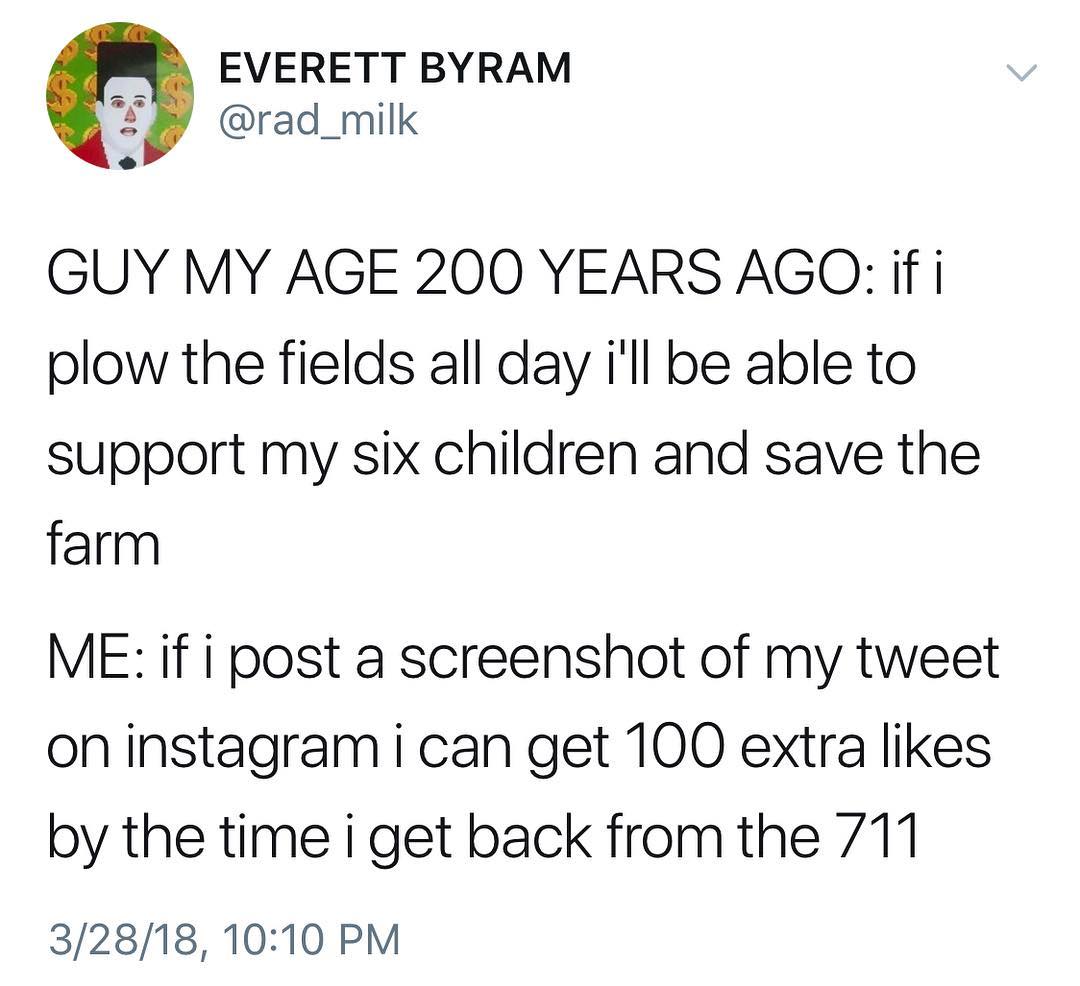 EVERETT BYRAM
@rad_milk
GUY MY AGE 200 YEARS AGO: if i
plow the fields all day i'll be able to
support my six children and save the
farm
ME: if i post a screenshot of my tweet
on instagram i can get 100 extra likes
by the time i get back from the 711
3/28/18, 10:10 PM